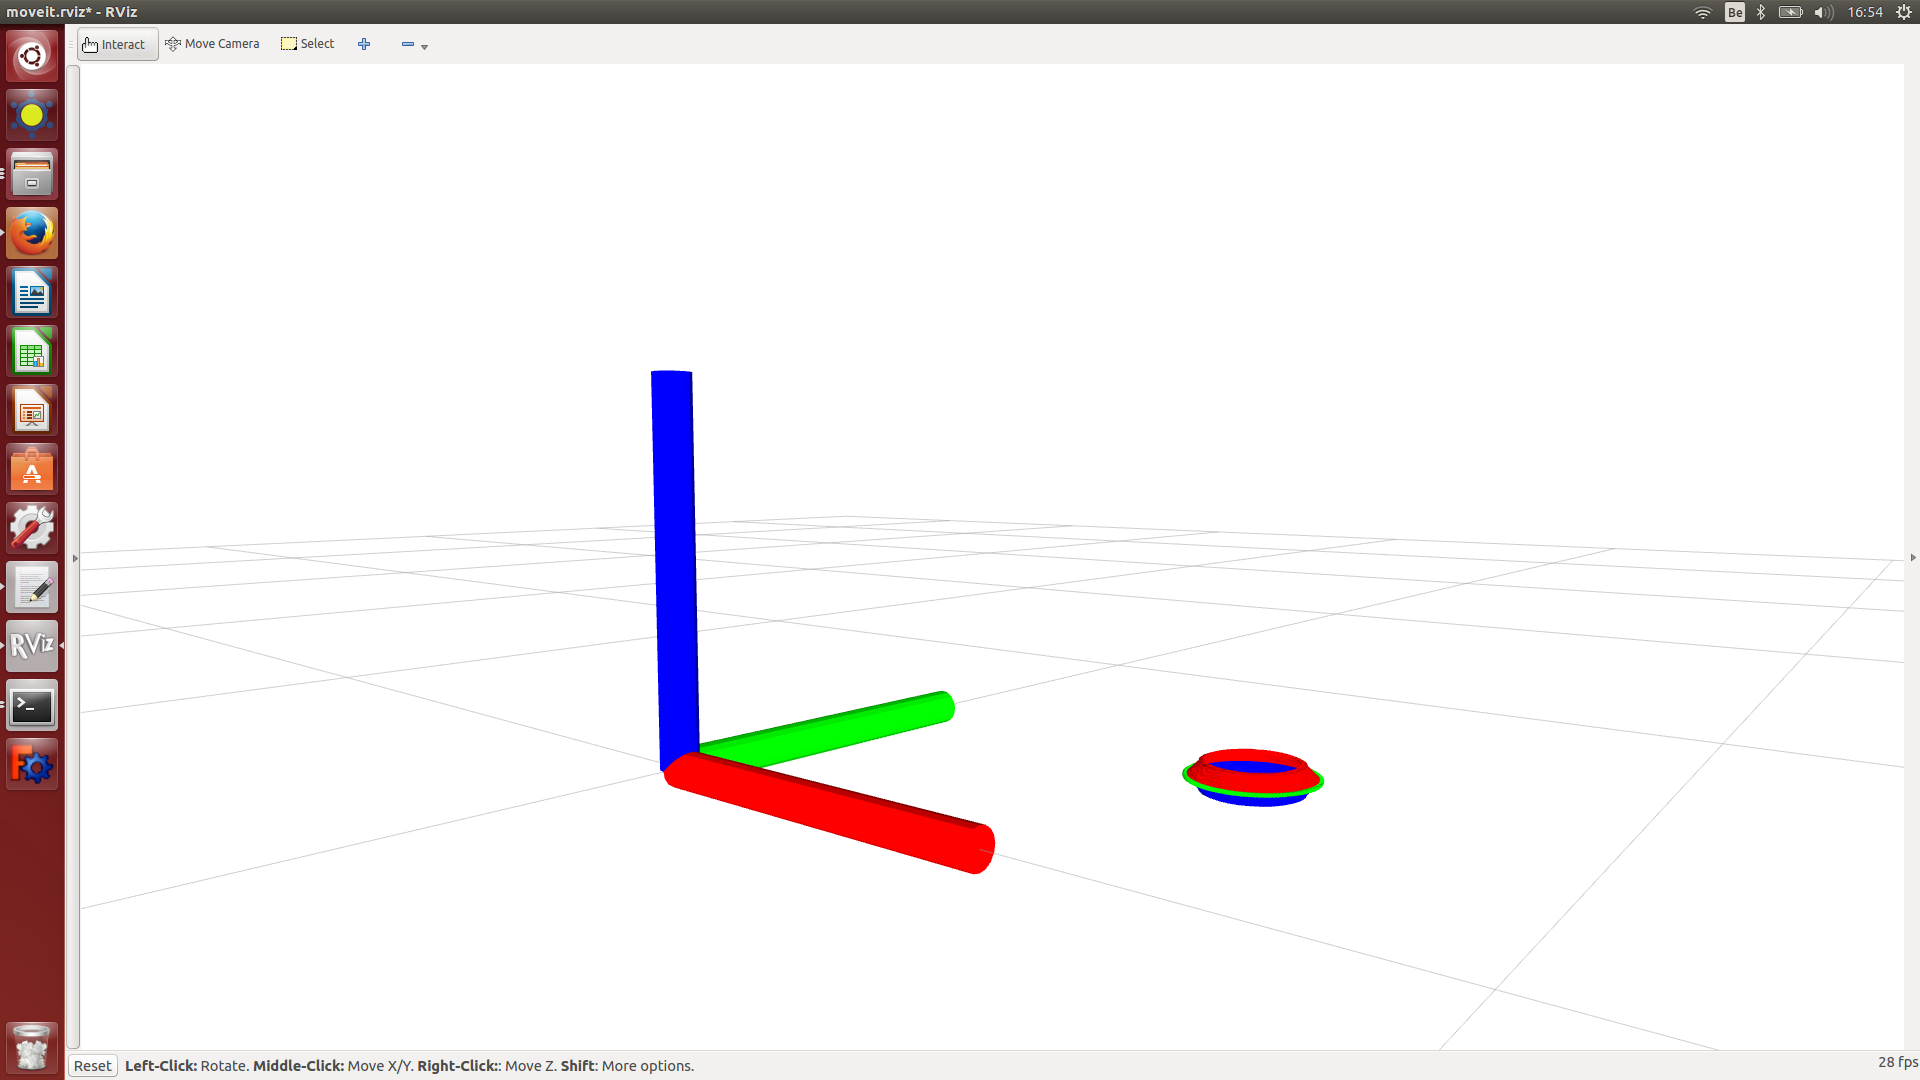 moveit.rviz* - RViz
Be
16:54
Interact
Move Camera
Select
RViz
Reset
Left-Click: Rotate. Middle-Click: Move X/Y. Right-Click:: Move Z. Shift: More options.
28 fps